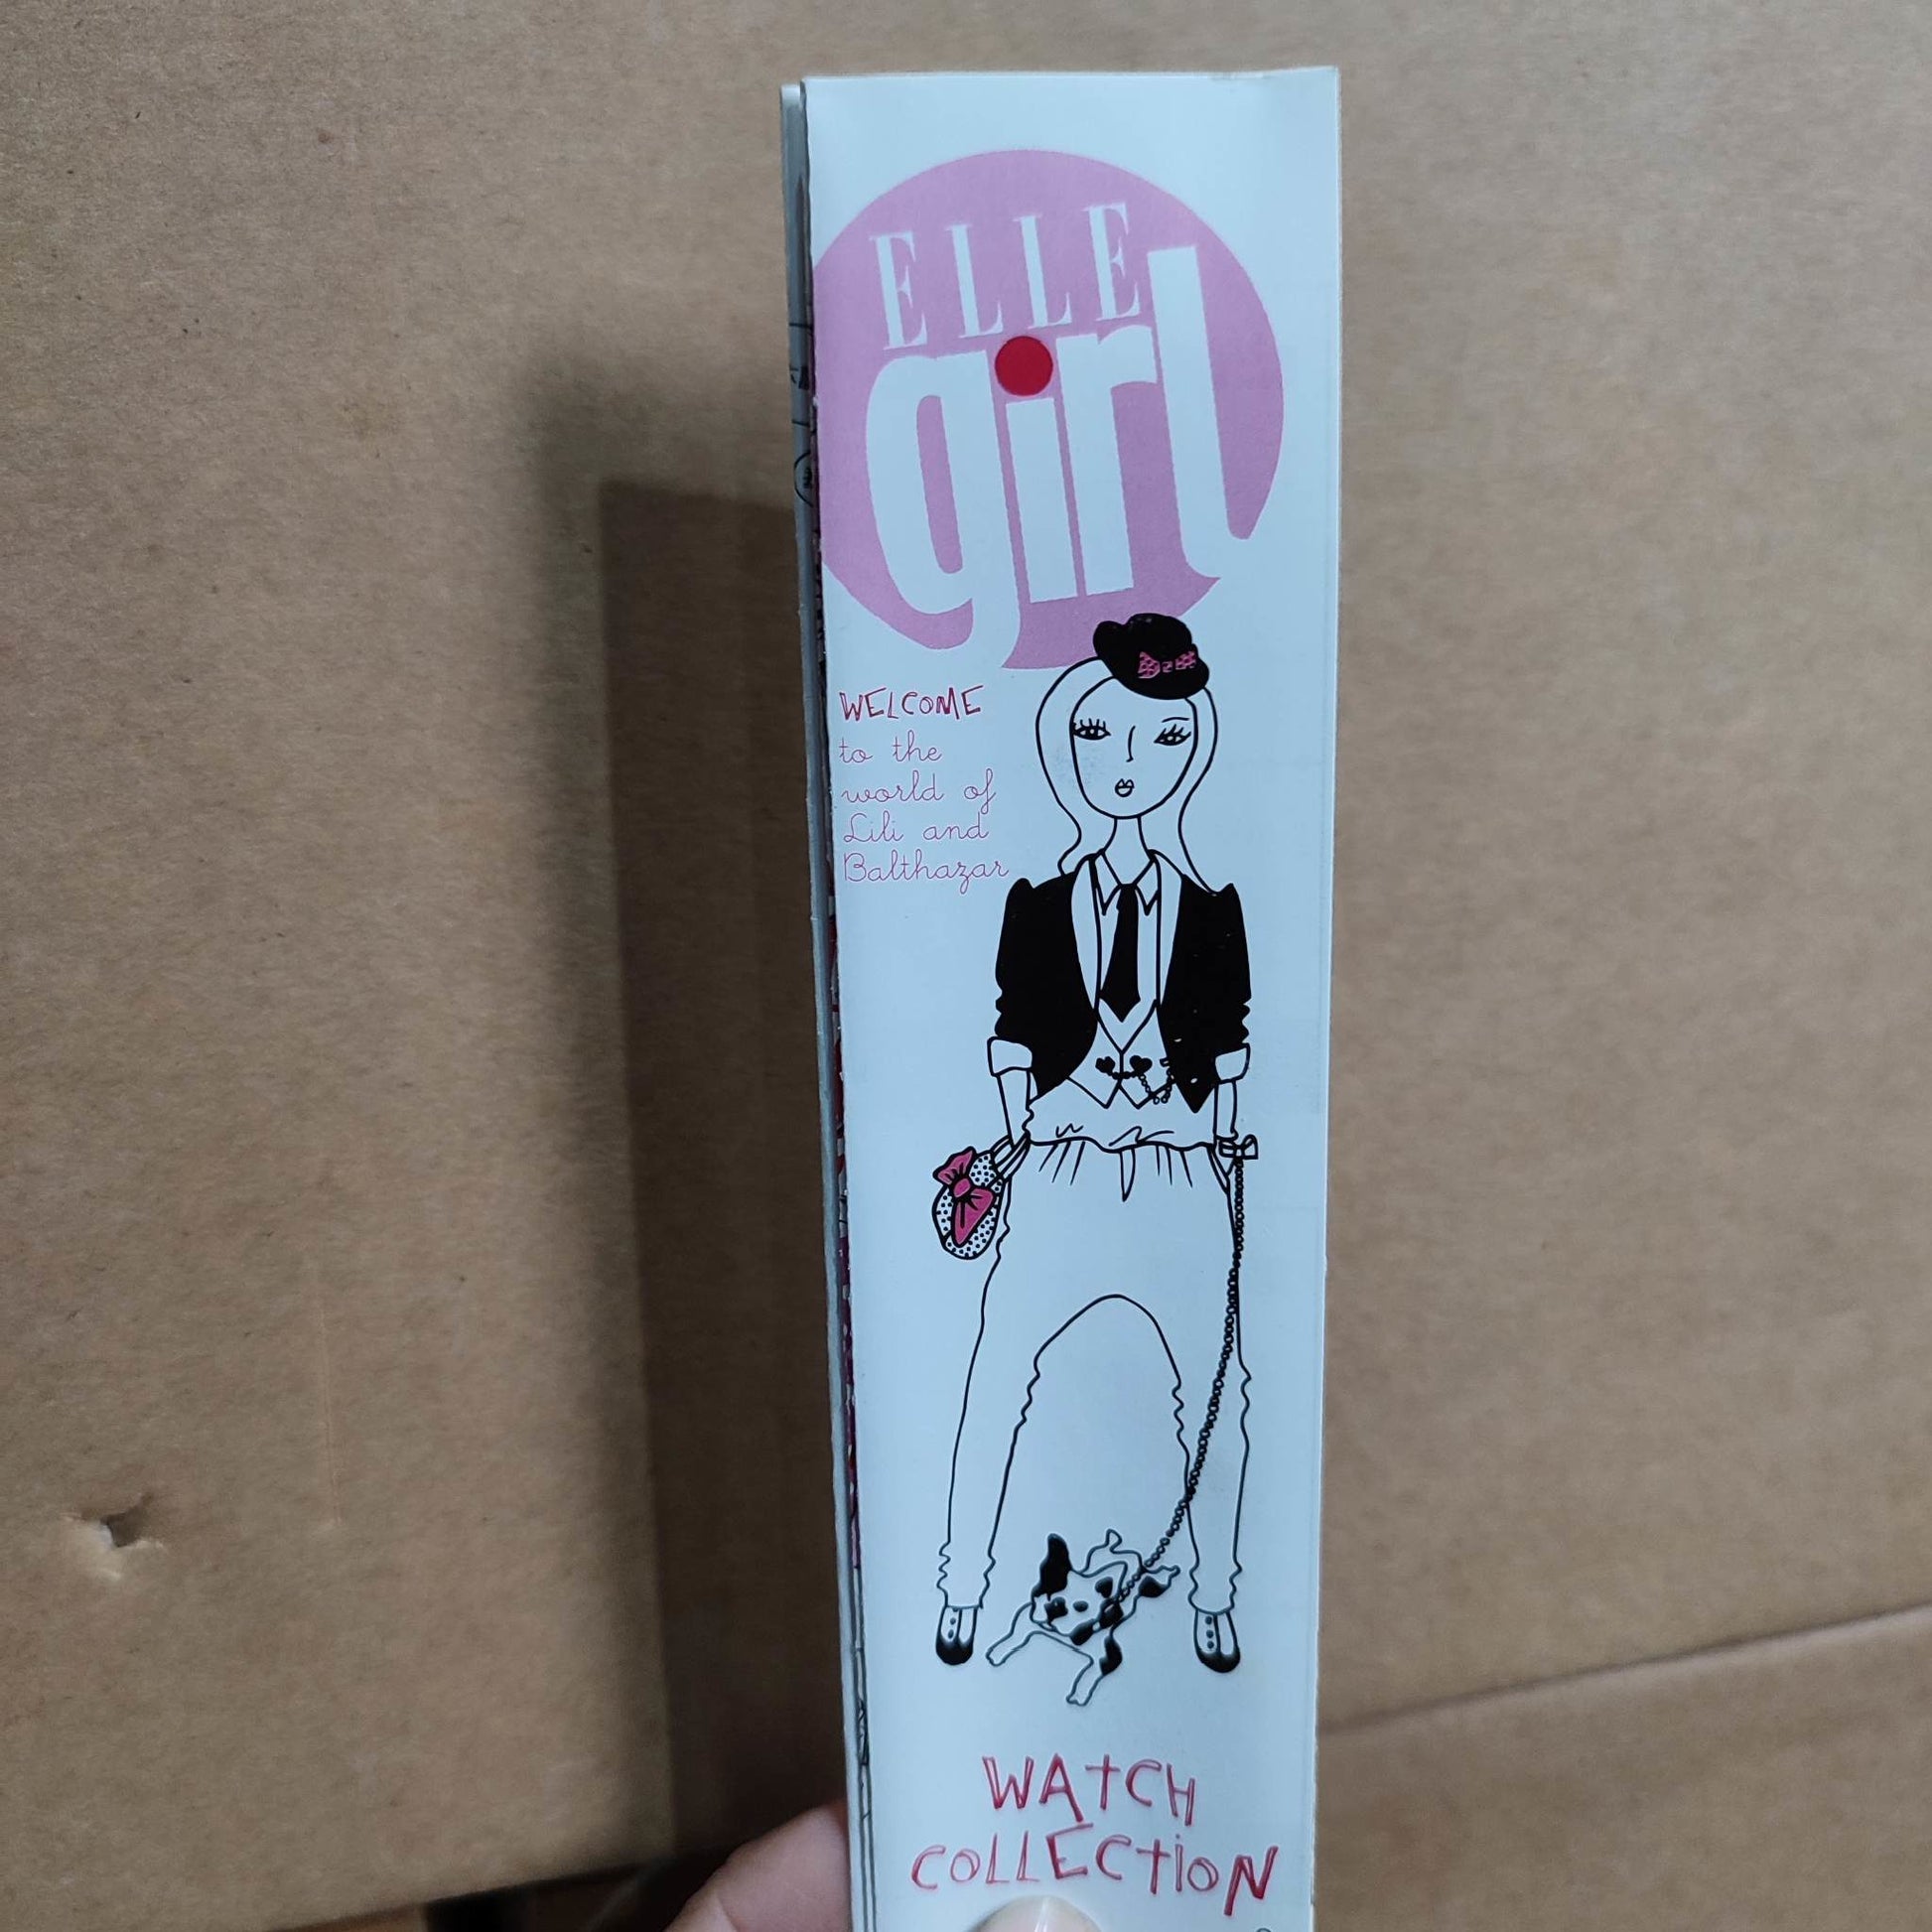 ELLE
girl
WELCOME
to the
world of
Lili and
Balthazar
WATCH
COLLECTION